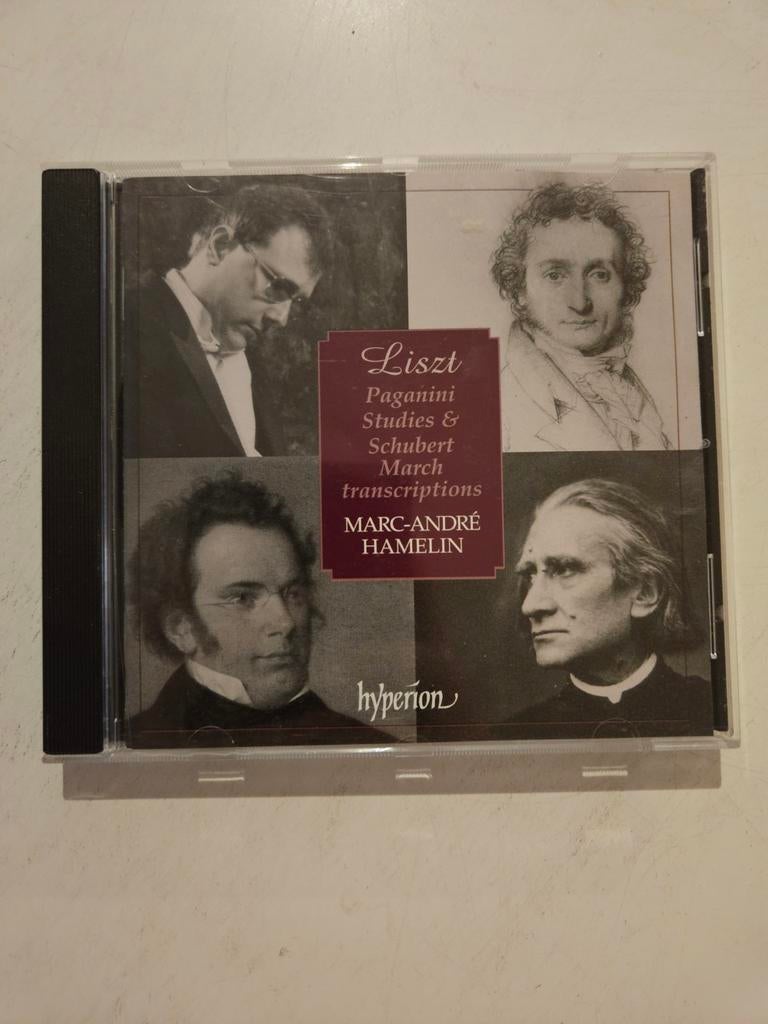 Liszt
Paganini
Studies &
Schubert
March
transcriptions
MARC-ANDRÉ
HAMELIN
hyperion